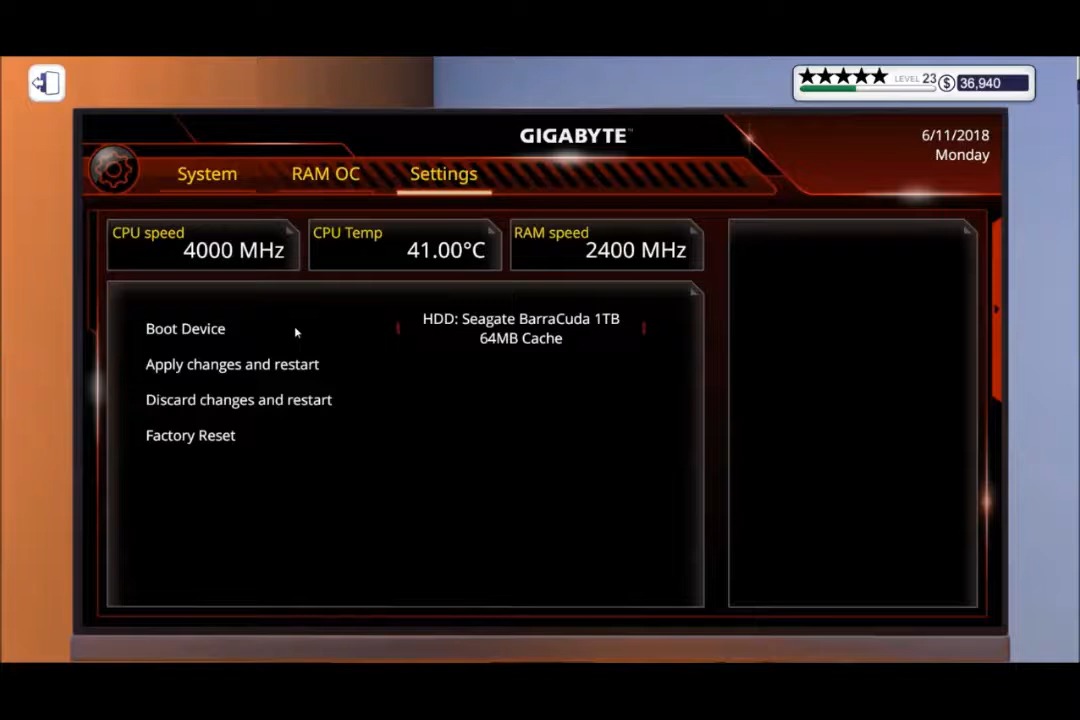 LEVEL 23
$ 36,940
GIGABYTE™
6/11/2018
Monday
System
RAM OC
Settings
CPU speed
4000 MHz
CPU Temp
41.00°C
RAM speed
2400 MHz
Boot Device
HDD: Seagate BarraCuda 1TB
64MB Cache
Apply changes and restart
Discard changes and restart
Factory Reset